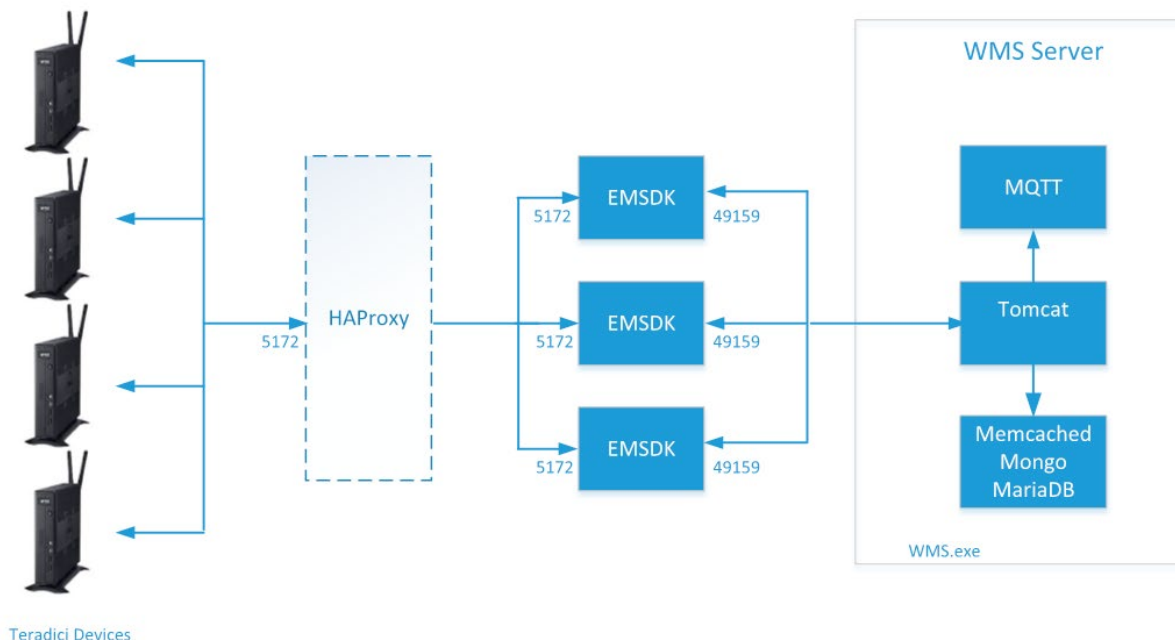 WMS Server
EMSDK
MQTT
5172
49159
HAProxy
EMSDK
Tomcat
5172
5172
49159
EMSDK
Memcached
Mongo
MariaDB
5172
49159
WMS.exe
Teradici Devices